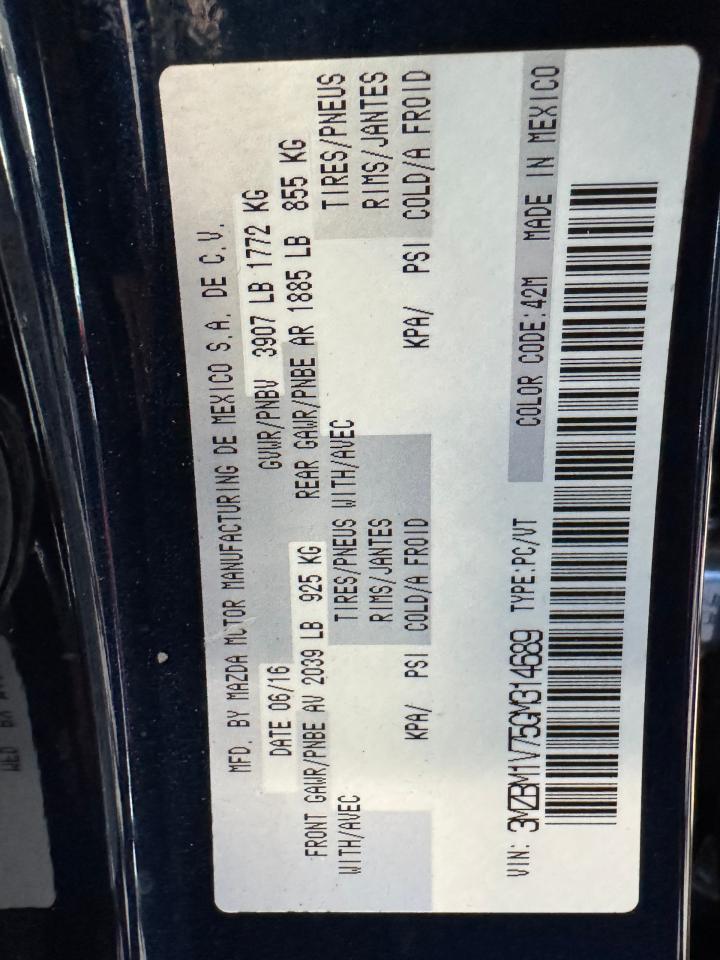 MFD. BY MAZDA MOTOR MANUFACTURING DE MEXICO S.A. DE C.V.
DATE 06/16 GVWR/PNBV 3907 LB 1772 KG
FRONT GAWR/PNBE AV 2039 LB 925 KG REAR GAWR/PNBE AR 1885 LB 855 KG
WITH/AVEC TIRES/PNEUS WITH/AVEC TIRES/PNEUS
RIMS/JANTES RIMS/JANTES
KPA/ PSI COLD/A FROID KPA/ PSI COLD/A FROID
VIN: 3MZBM1V75GM314689 TYPE:PC/VT COLOR CODE:42M MADE IN MEXICO